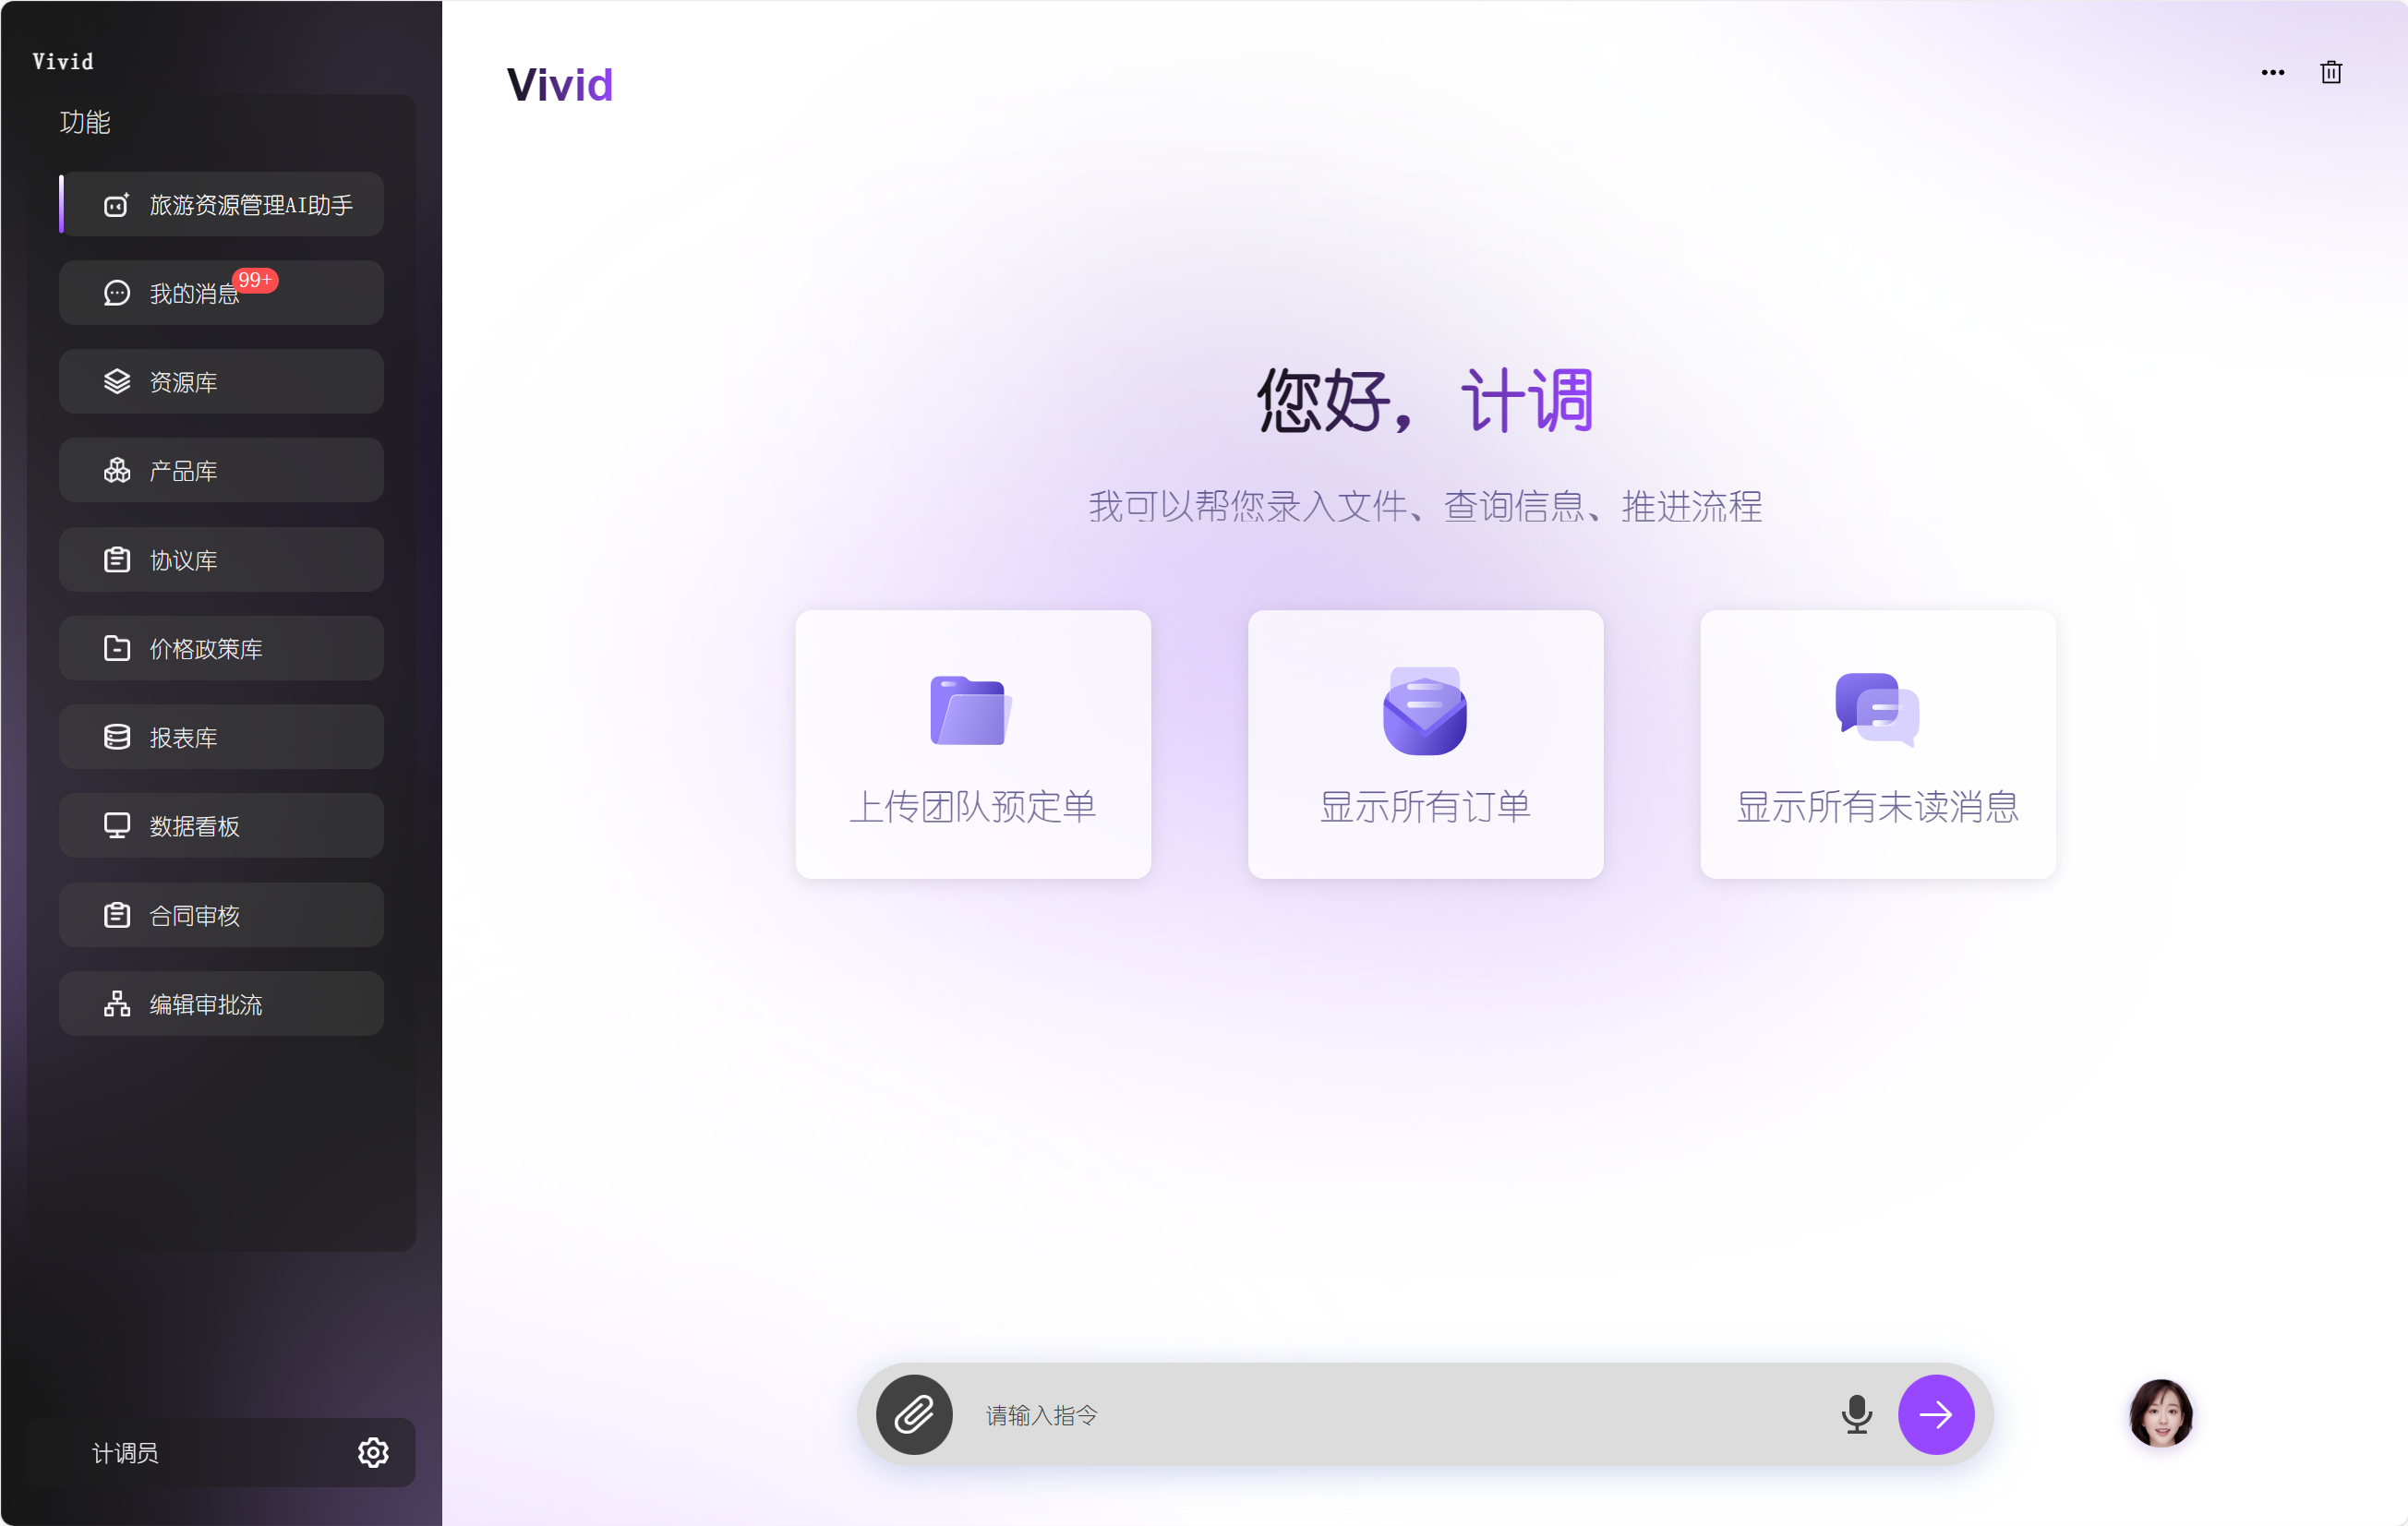 Vivid
功能
旅游资源管理AI助手
我的消息
99+
资源库
产品库
协议库
价格政策库
报表库
数据看板
合同审核
编辑审批流
计调员
Vivid
您好，计调
我可以帮您录入文件、查询信息、推进流程
上传团队预定单
显示所有订单
显示所有未读消息
请输入指令